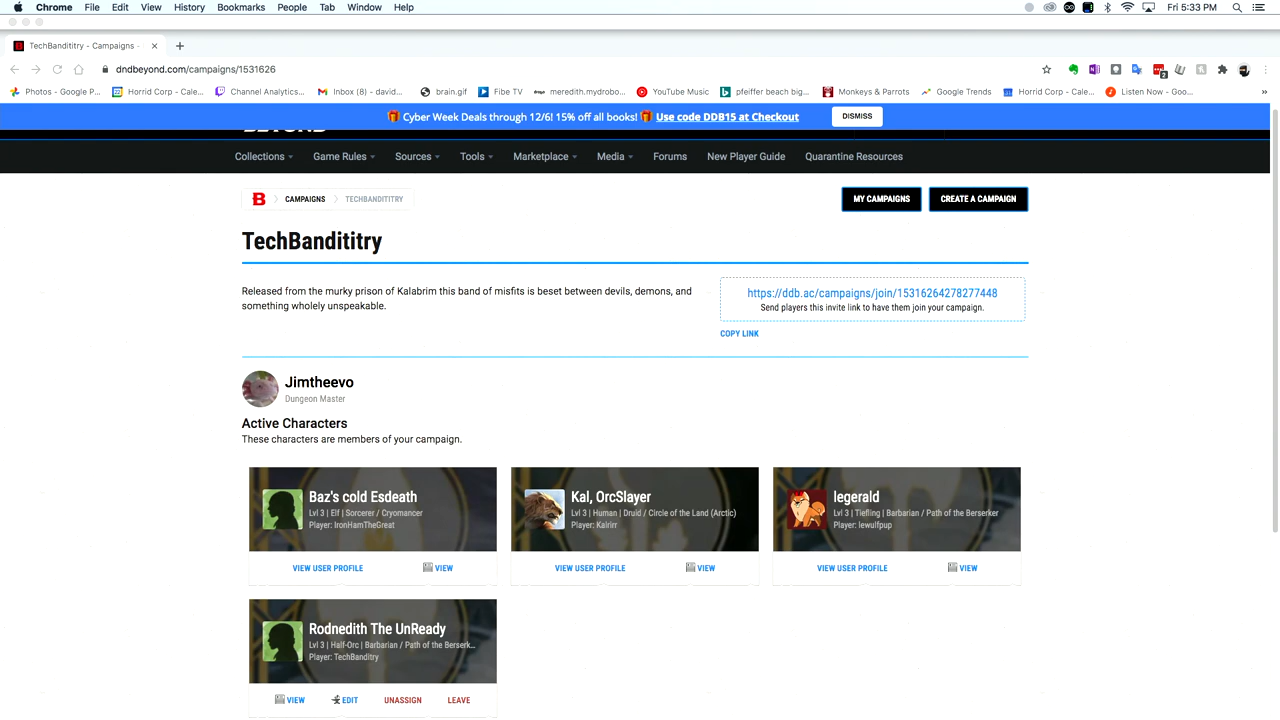 Chrome File Edit View History Bookmarks People Tab Window Help Fri 5:33 PM
TechBandititry - Campaigns -
dndbeyond.com/campaigns/1531626
Photos - Google P... Horrid Corp - Cale... Channel Analytics... Inbox (8) - david... brain.gif Fibe TV meredith.mydrobo... YouTube Music pfeiffer beach big... Monkeys & Parrots Google Trends Horrid Corp - Cale... Listen Now - Goo...
Cyber Week Deals through 12/6! 15% off all books! Use code DDB15 at Checkout DISMISS
BEYOND
Collections Game Rules Sources Tools Marketplace Media Forums New Player Guide Quarantine Resources
B CAMPAIGNS TECHBANDITITRY MY CAMPAIGNS CREATE A CAMPAIGN
TechBandititry
Released from the murky prison of Kalabrim this band of misfits is beset between devils, demons, and
something wholely unspeakable.
https://ddb.ac/campaigns/join/15316264278277448
Send players this invite link to have them join your campaign.
COPY LINK
Jimtheevo
Dungeon Master
Active Characters
These characters are members of your campaign.
Baz's cold Esdeath
Lvl 3 | Elf | Sorcerer / Cryomancer
Player: IronHamTheGreat
VIEW USER PROFILE VIEW
Kal, OrcSlayer
Lvl 3 | Human | Druid / Circle of the Land (Arctic)
Player: Kalrirr
VIEW USER PROFILE VIEW
legerald
Lvl 3 | Tiefling | Barbarian / Path of the Berserker
Player: lewulfpup
VIEW USER PROFILE VIEW
Rodnedith The UnReady
Lvl 3 | Half-Orc | Barbarian / Path of the Berserk...
Player: TechBanditry
VIEW EDIT UNASSIGN LEAVE